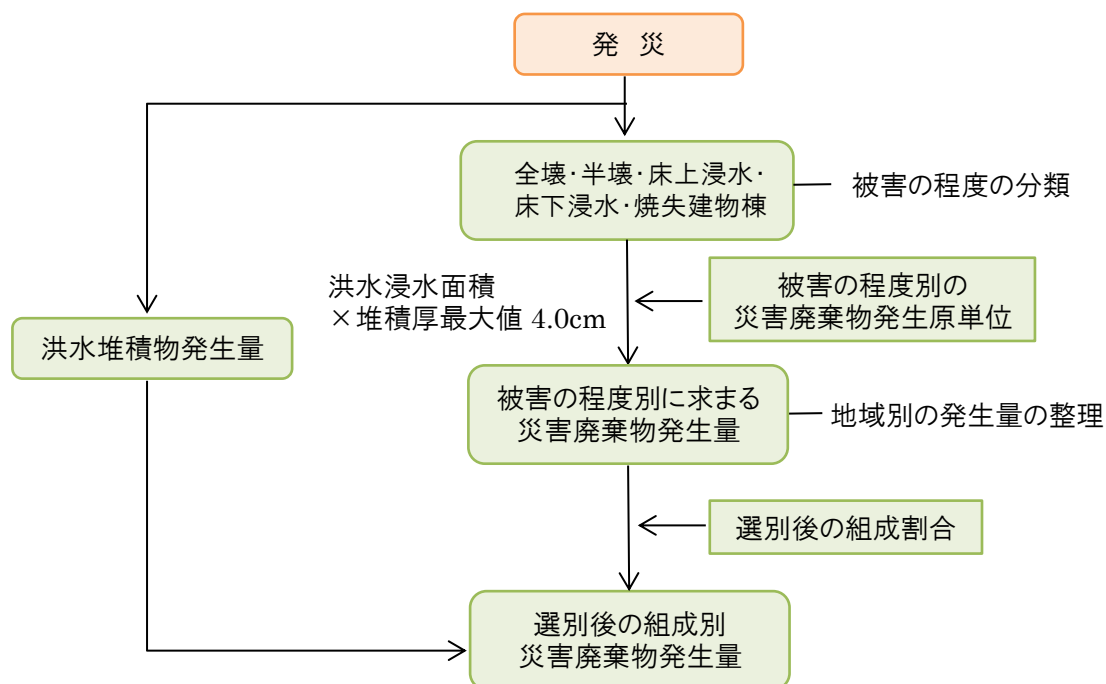 発 災
全壊・半壊・床上浸水・
床下浸水・焼失建物棟
被害の程度の分類
洪水浸水面積
×堆積厚最大値 4.0cm
被害の程度別の
災害廃棄物発生原単位
洪水堆積物発生量
被害の程度別に求まる
災害廃棄物発生量
地域別の発生量の整理
選別後の組成割合
選別後の組成別
災害廃棄物発生量